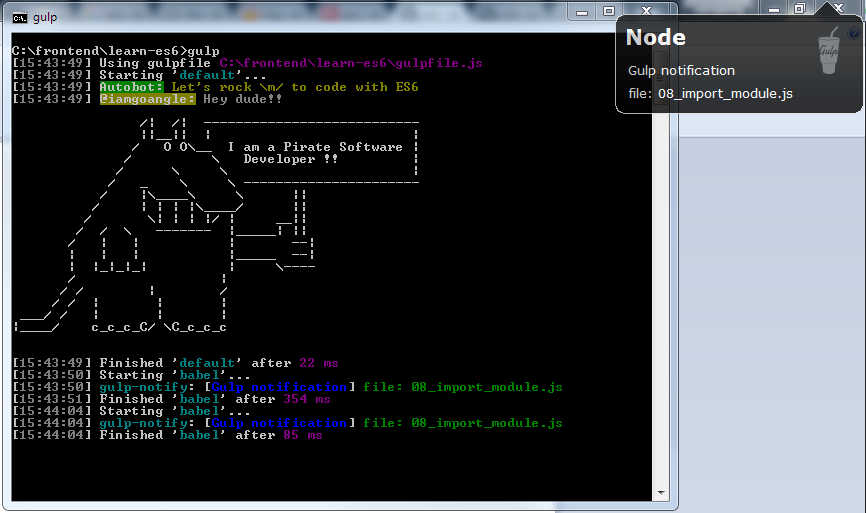 gulp
C:\frontend\learn-es6>gulp
[15:43:49] Using gulpfile C:\frontend\learn-es6\gulpfile.js
[15:43:49] Starting 'default'...
[15:43:49] Autobot: Let's rock \m/ to code with ES6
[15:43:49] @iamgoangle: Hey dude!!
O O
I am a Pirate Software
Developer !!
c_c_c_C/ \C_c_c_c
[15:43:49] Finished 'default' after 22 ms
[15:43:50] Starting 'babel'...
[15:43:50] gulp-notify: [Gulp notification] file: 08_import_module.js
[15:43:51] Finished 'babel' after 354 ms
[15:44:04] Starting 'babel'...
[15:44:04] gulp-notify: [Gulp notification] file: 08_import_module.js
[15:44:04] Finished 'babel' after 85 ms
Node
Gulp notification
file: 08_import_module.js
Gulp